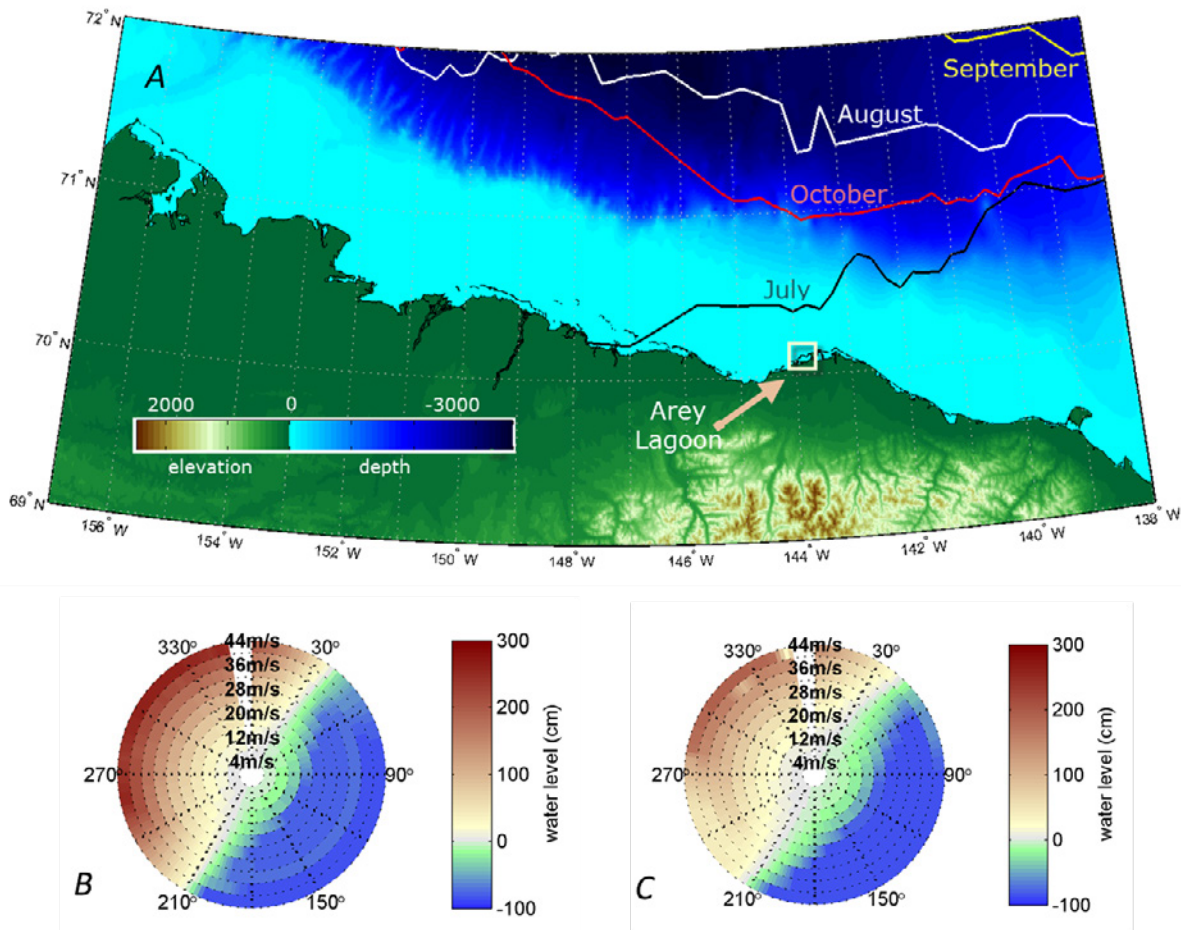 72° N
A
September
August
71° N
October
July
70° N
2000 0 -3000
elevation depth
Arey
Lagoon
69° N
156° W
154° W
152° W
150° W
148° W
146° W
144° W
142° W
140° W
138° W
330° 44m/s 30°
36m/s
28m/s
20m/s
12m/s
4m/s
270° 90°
210° 150°
B
300
200
100
0
-100
water level (cm)
330° 44m/s 30°
36m/s
28m/s
20m/s
12m/s
4m/s
270° 90°
210° 150°
C
300
200
100
0
-100
water level (cm)